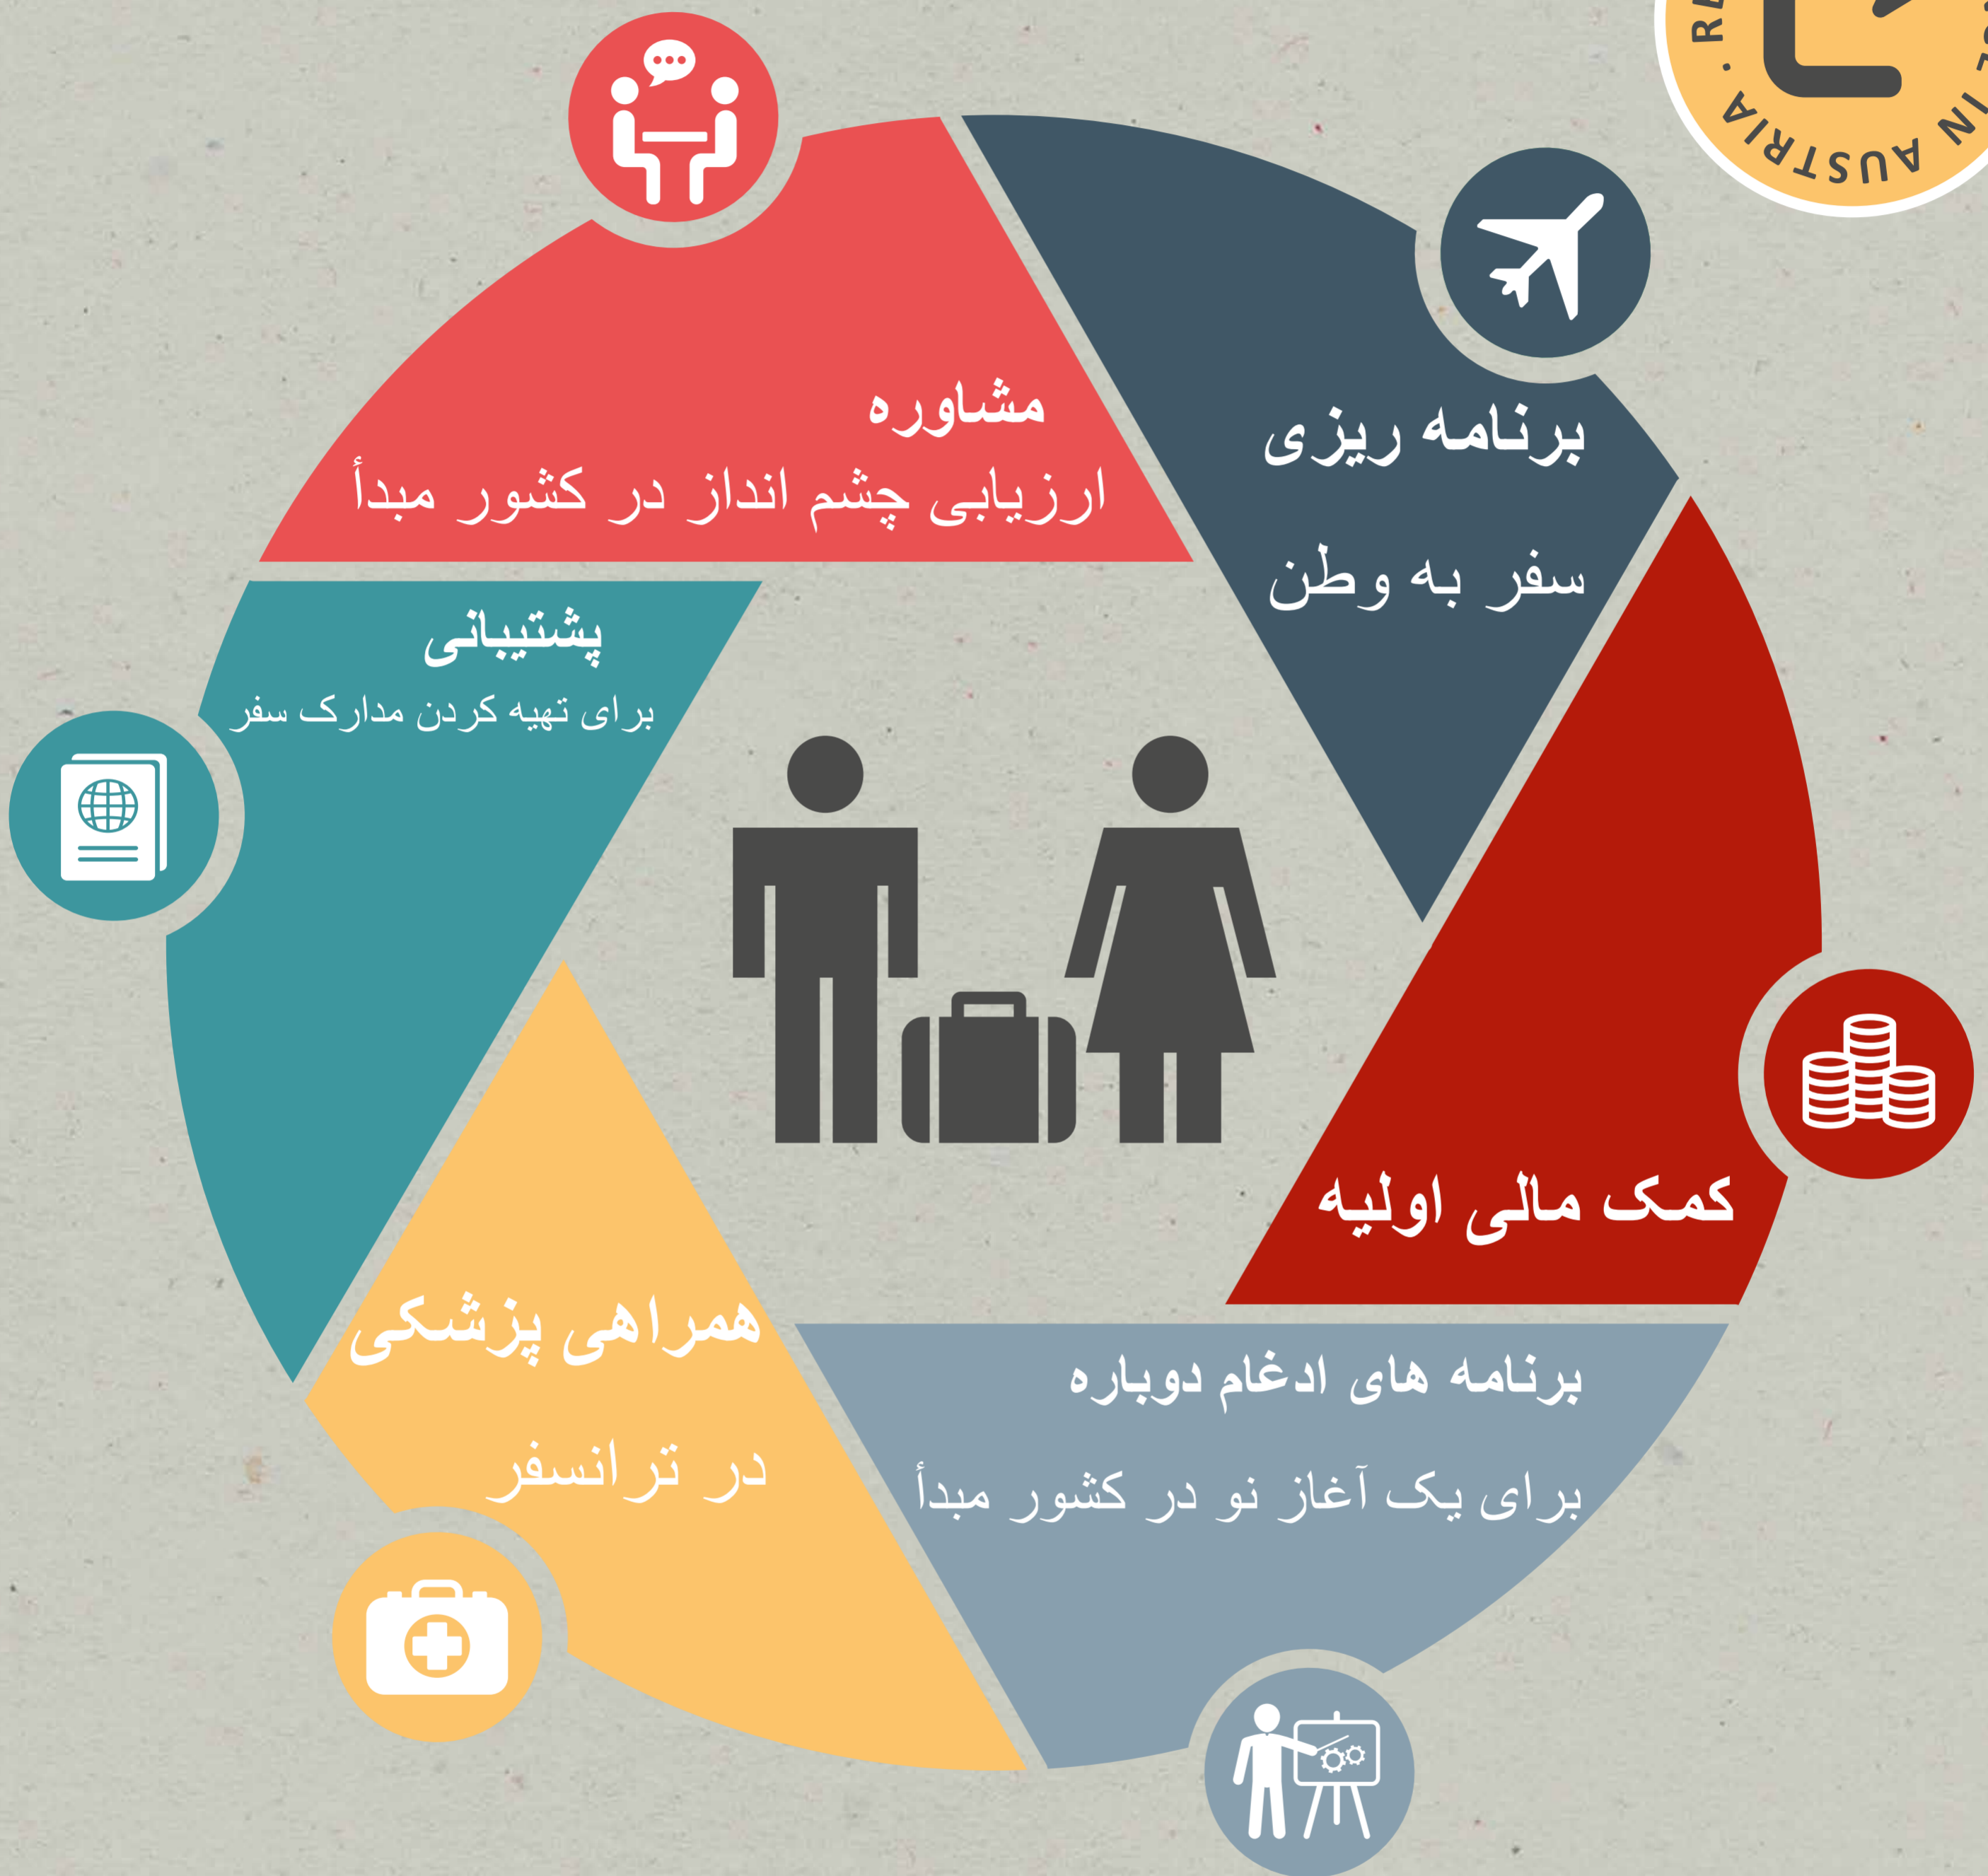 مشاوره
ارزیابی چشم انداز در کشور مبدأ
برنامه ریزی
سفر به وطن
کمک مالی اولیه
برنامه های ادغام دوباره
برای یک آغاز نو در کشور مبدأ
همراهی پزشکی
در ترانسفر
پشتیبانی
برای تهیه کردن مدارک سفر
IN AUSTRIA